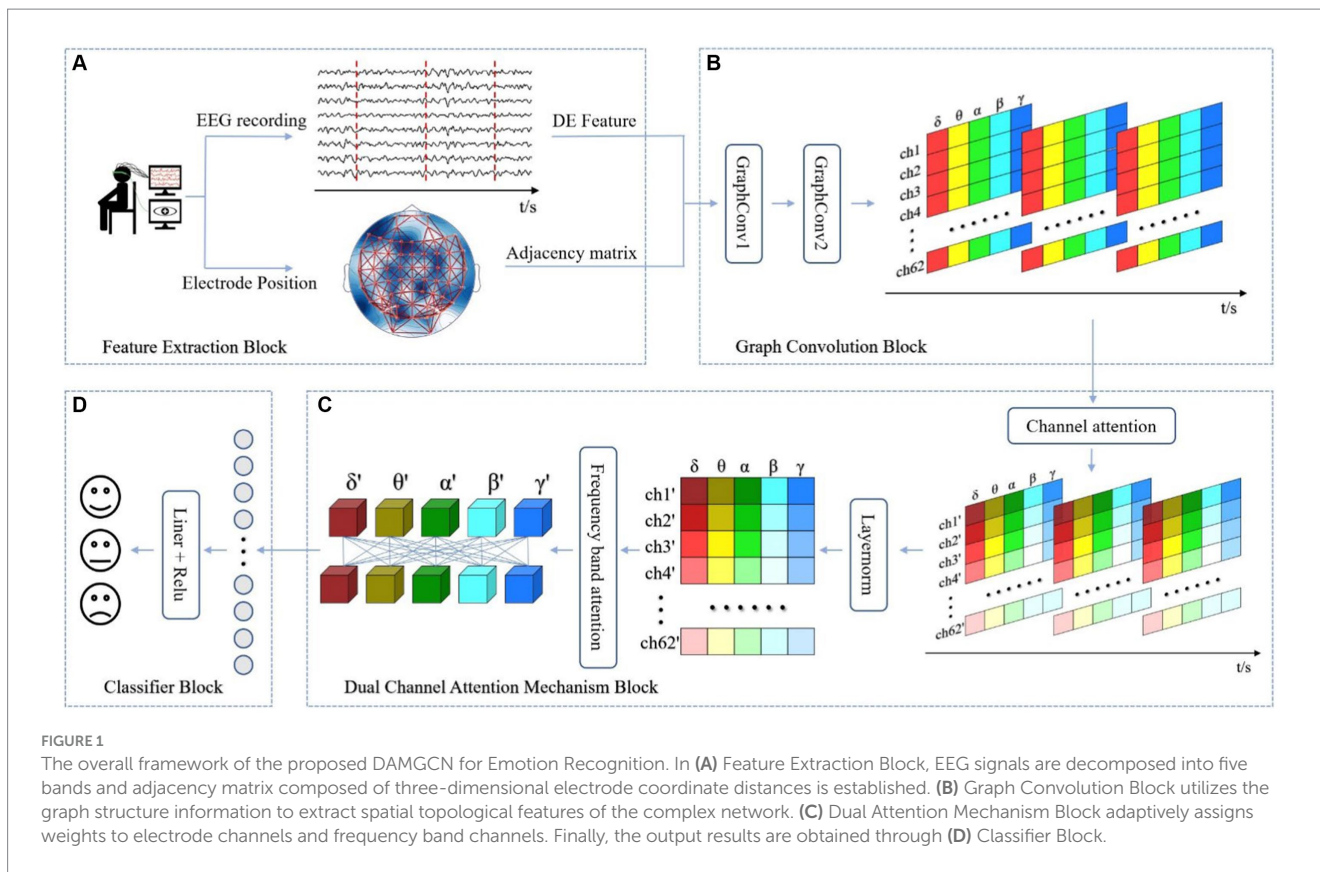 A
EEG recording
DE Feature
t/s
Electrode Position
Adjacency matrix
Feature Extraction Block
B
GraphConv1
GraphConv2
δ θ α β γ
ch1
ch2
ch3
ch4
ch62
t/s
Graph Convolution Block
D
Liner + Relu
Classifier Block
C
δ' θ' α' β' γ'
Frequency band attention
δ θ α β γ
ch1'
ch2'
ch3'
ch4'
ch62'
Layernorm
Channel attention
δ θ α β γ
ch1'
ch2'
ch3'
ch4'
ch62'
t/s
Dual Channel Attention Mechanism Block
FIGURE 1
The overall framework of the proposed DAMGCN for Emotion Recognition. In (A) Feature Extraction Block, EEG signals are decomposed into five
bands and adjacency matrix composed of three-dimensional electrode coordinate distances is established. (B) Graph Convolution Block utilizes the
graph structure information to extract spatial topological features of the complex network. (C) Dual Attention Mechanism Block adaptively assigns
weights to electrode channels and frequency band channels. Finally, the output results are obtained through (D) Classifier Block.